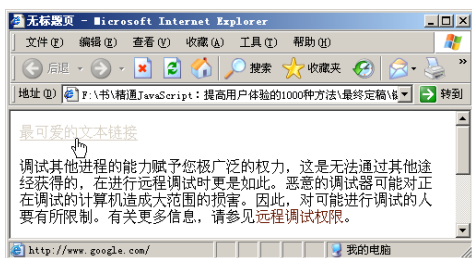 无标题页 - Microsoft Internet Explorer
文件(F) 编辑(E) 查看(V) 收藏(A) 工具(T) 帮助(H)
后退 搜索 收藏夹 »
地址(D) F:\书\精通JavaScript：提高用户体验的1000种方法\最终定稿\ 转到
最可爱的文本链接
调试其他进程的能力赋予您极广泛的权力，这是无法通过其他途
经获得的，在进行远程调试时更是如此。恶意的调试器可能对正
在调试的计算机造成大范围的损害。因此，对可能进行调试的人
要有所限制。有关更多信息，请参见远程调试权限。
http://www.google.com/ 我的电脑